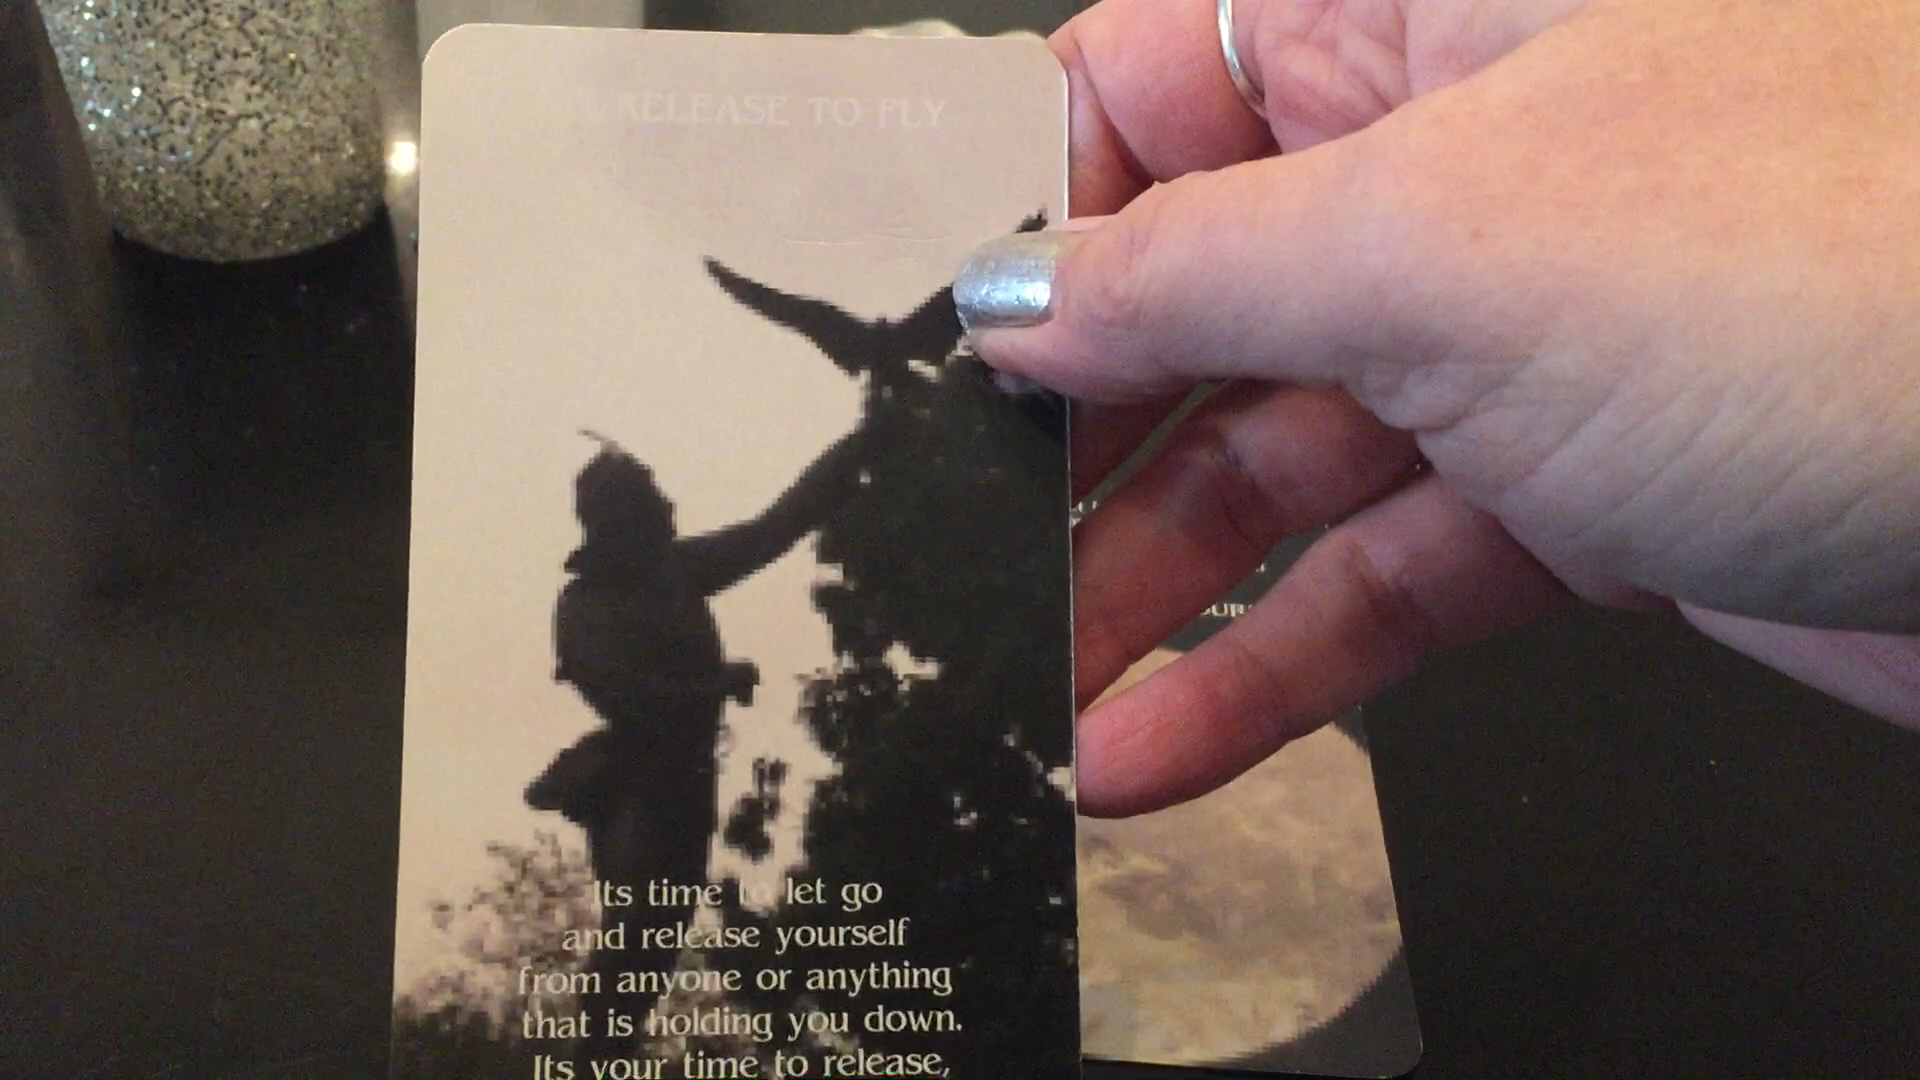 RELEASE TO FLY
Its time to let go
and release yourself
from anyone or anything
that is holding you down.
Its your time to release,